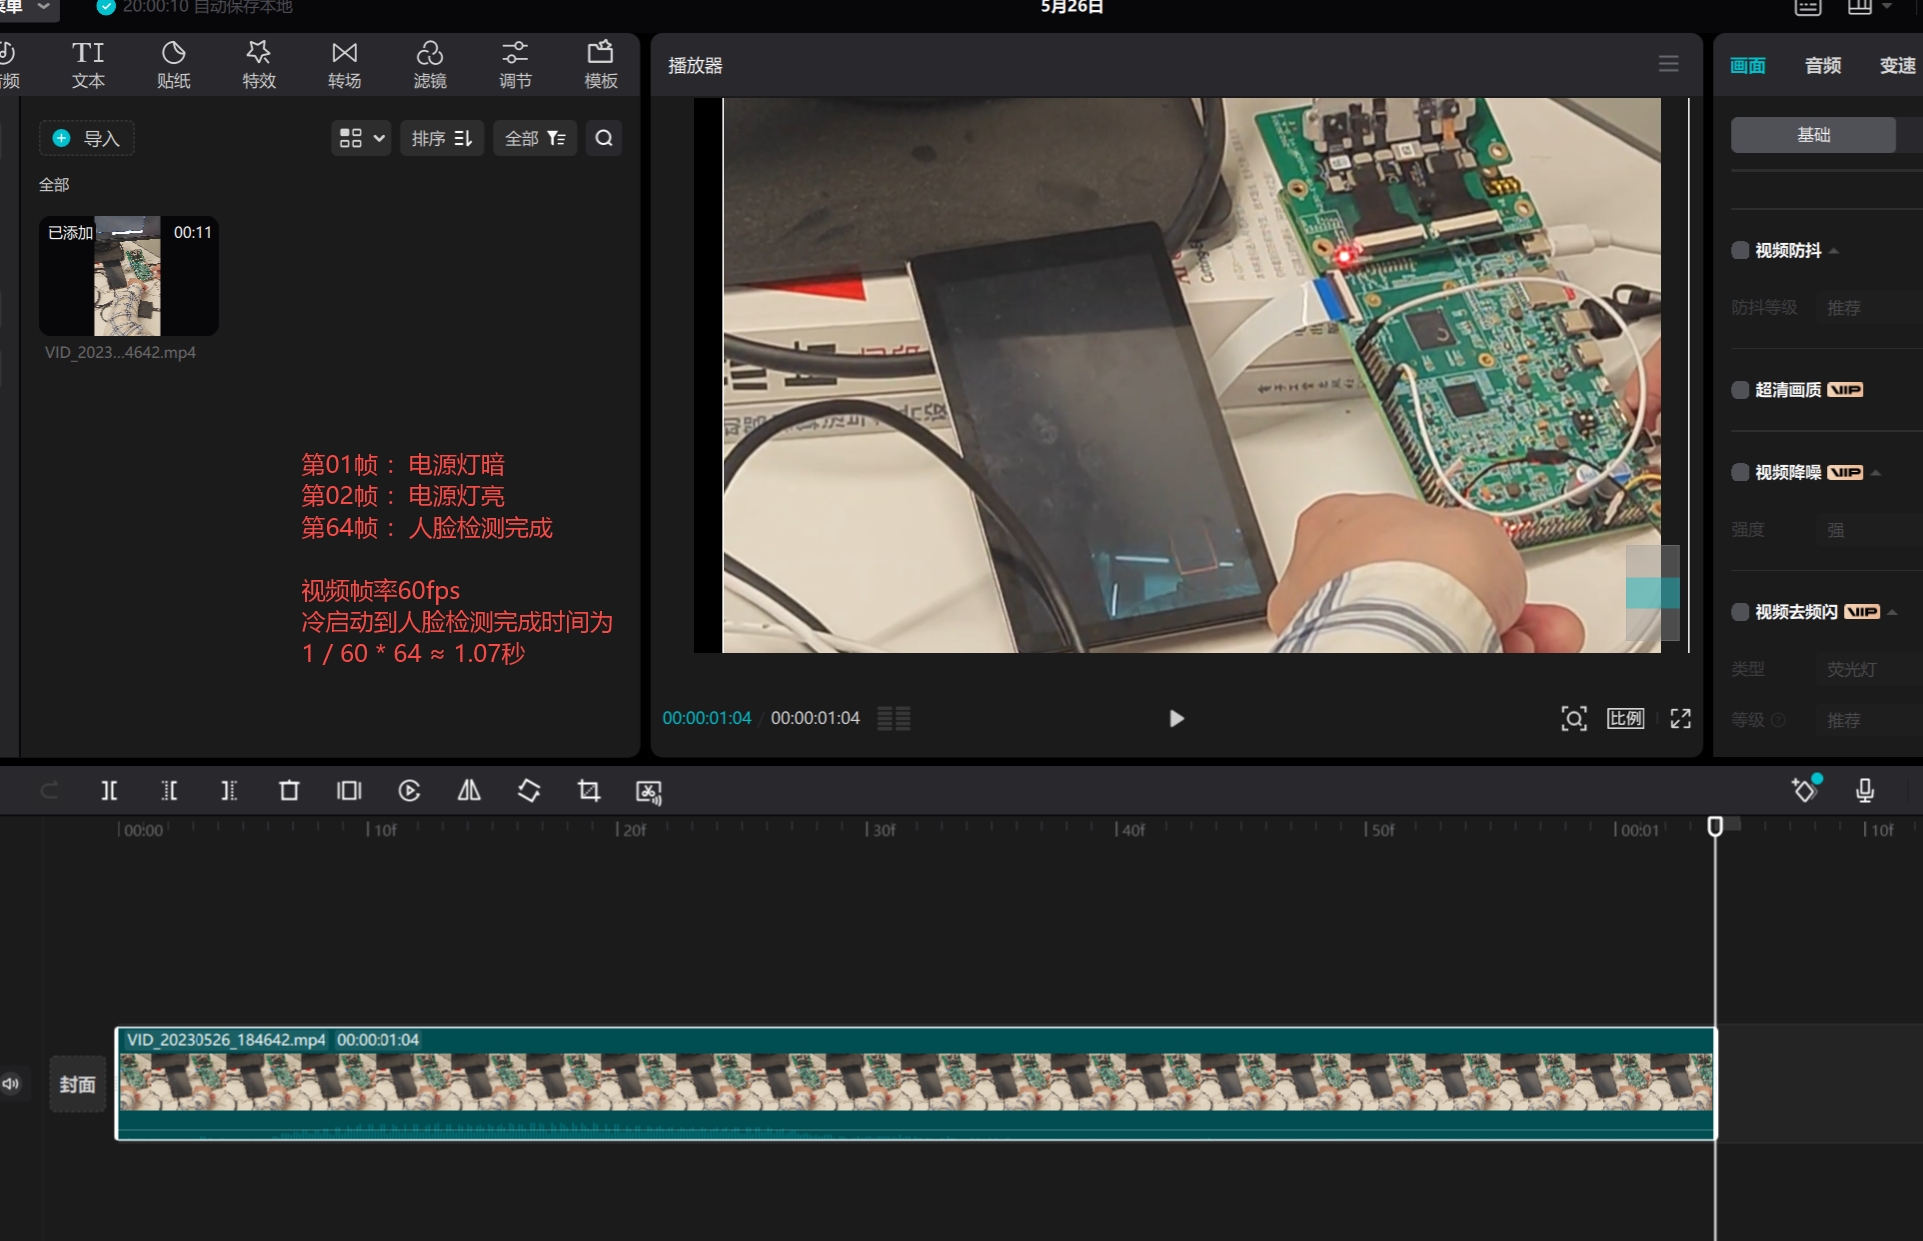 菜单
20:00:10 自动保存本地
5月26日
音频
文本
贴纸
特效
转场
滤镜
调节
模板
播放器
画面
音频
变速
导入
排序
全部
基础
全部
已添加
00:11
VID_2023...4642.mp4
视频防抖
防抖等级
推荐
超清画质 VIP
视频降噪 VIP
强度
强
视频去频闪 VIP
类型
荧光灯
等级
推荐
第01帧：电源灯暗
第02帧：电源灯亮
第64帧：人脸检测完成
视频帧率60fps
冷启动到人脸检测完成时间为
1 / 60 * 64 ≈ 1.07秒
00:00:01:04 / 00:00:01:04
比例
00:00
10f
20f
30f
40f
50f
00:01
10f
VID_20230526_184642.mp4 00:00:01:04
封面